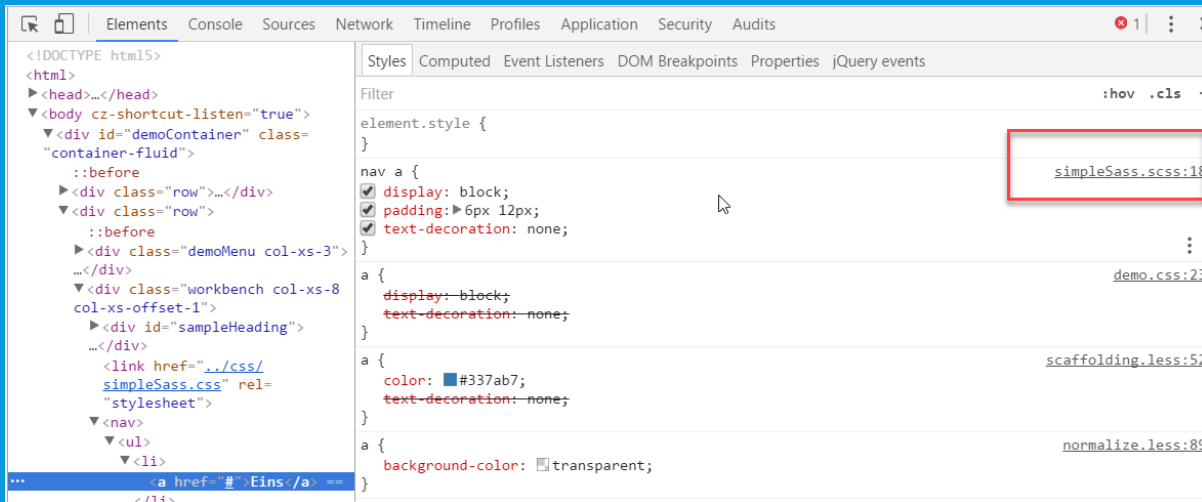 Elements Console Sources Network Timeline Profiles Application Security Audits 1
<!DOCTYPE html5>
<html>
<head>…</head>
<body cz-shortcut-listen="true">
<div id="demoContainer" class=
"container-fluid">
::before
<div class="row">…</div>
<div class="row">
::before
<div class="demoMenu col-xs-3">
…</div>
<div class="workbench col-xs-8
col-xs-offset-1">
<div id="sampleHeading">
…</div>
<link href="../css/
simpleSass.css" rel=
"stylesheet">
<nav>
<ul>
<li>
<a href="#">Eins</a> ==
</li>
Styles Computed Event Listeners DOM Breakpoints Properties jQuery events
Filter :hov .cls
element.style {
}
nav a { simpleSass.scss:18
display: block;
padding: 6px 12px;
text-decoration: none;
}
a { demo.css:23
display: block;
text-decoration: none;
}
a { scaffolding.less:52
color: #337ab7;
text-decoration: none;
}
a { normalize.less:89
background-color: transparent;
}